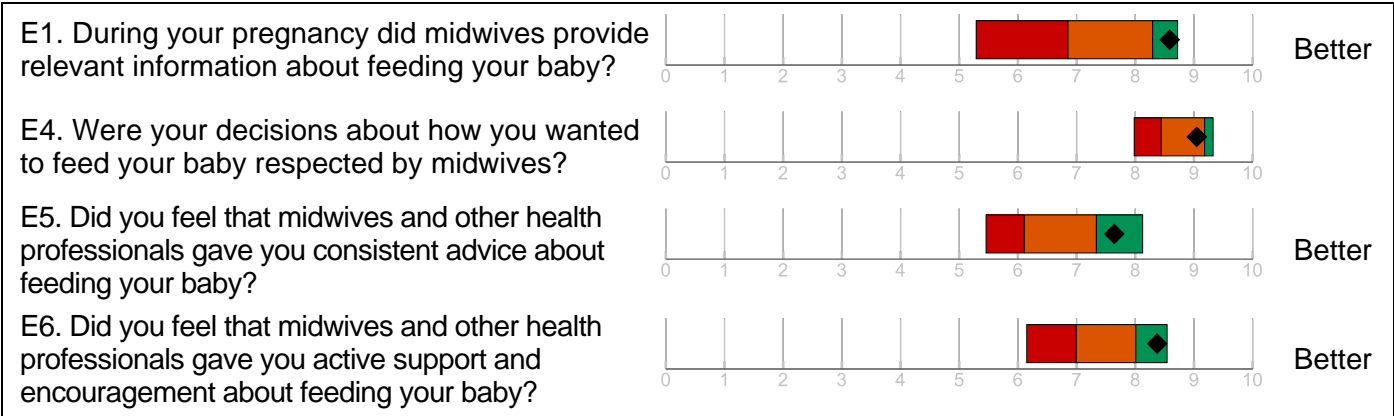 E1. During your pregnancy did midwives provide
relevant information about feeding your baby?
Better
0 1 2 3 4 5 6 7 8 9 10
E4. Were your decisions about how you wanted
to feed your baby respected by midwives?
0 1 2 3 4 5 6 7 8 9 10
E5. Did you feel that midwives and other health
professionals gave you consistent advice about
feeding your baby?
Better
0 1 2 3 4 5 6 7 8 9 10
E6. Did you feel that midwives and other health
professionals gave you active support and
encouragement about feeding your baby?
Better
0 1 2 3 4 5 6 7 8 9 10